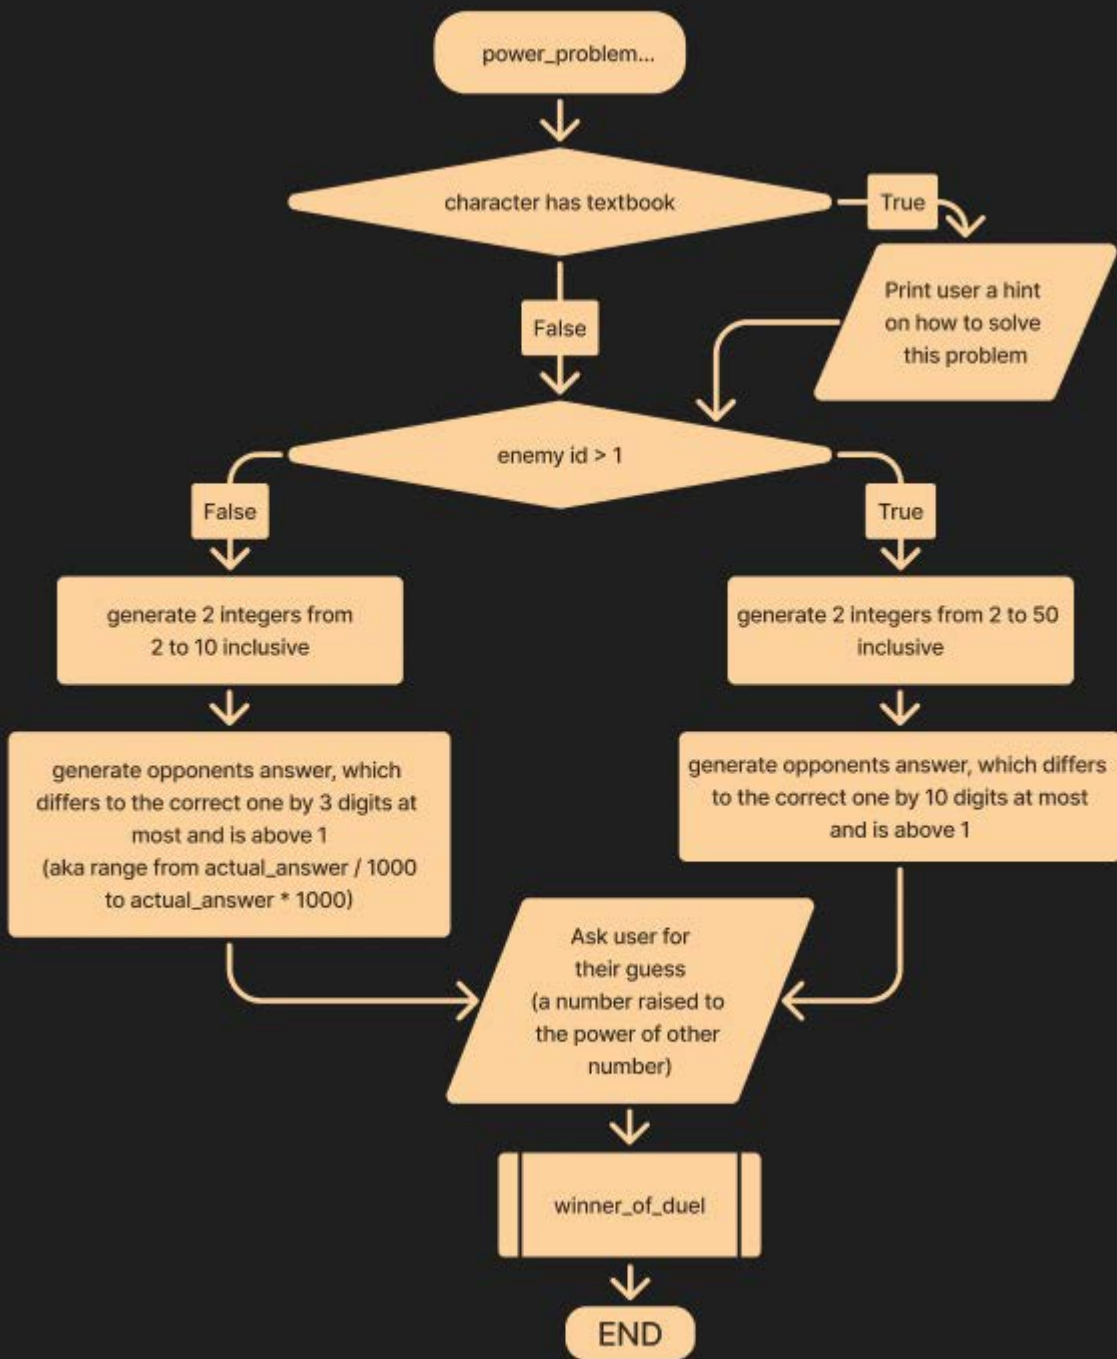 power_problem...
character has textbook
True
Print user a hint
on how to solve
this problem
False
enemy id > 1
False
True
generate 2 integers from
2 to 10 inclusive
generate 2 integers from 2 to 50
inclusive
generate opponents answer, which
differs to the correct one by 3 digits at
most and is above 1
(aka range from actual_answer / 1000
to actual_answer * 1000)
generate opponents answer, which differs
to the correct one by 10 digits at most
and is above 1
Ask user for
their guess
(a number raised to
the power of other
number)
winner_of_duel
END